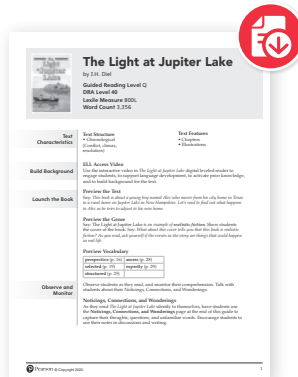 The Light at Jupiter Lake
The Light at Jupiter Lake
by J.H. Diel
Guided Reading Level Q
DRA Level 40
Lexile Measure 800L
Word Count 3,356
Text Characteristics
Text Structure
• Chronological
(Conflict, climax,
resolution)
Text Features
• Chapters
• Illustrations
Build Background
ELL Access Video
Use the interactive video in The Light at Jupiter Lake digital leveled reader to
engage students, to support language development, to activate prior knowledge,
and to build background for the text.
Launch the Book
Preview the Text
Say: This book is about a young boy named Alex who moves from his city home in Texas
to a rural home on Jupiter Lake in New Hampshire. Let's read to find out what happens
to Alex as he tries to adjust to his new home.
Preview the Genre
Say: The Light at Jupiter Lake is an example of realistic fiction. Show students
the cover of the book. Say: What about this cover tells you that this book is realistic
fiction? As you read, ask yourself if the events in the story are things that could happen
in real life.
Preview Vocabulary
perspective (p. 16) access (p. 28)
selected (p. 19) expertly (p. 29)
structured (p. 29)
Observe and Monitor
Observe students as they read, and monitor their comprehension. Talk with
students about their Noticings, Connections, and Wonderings.
Noticings, Connections, and Wonderings
As they read The Light at Jupiter Lake silently to themselves, have students use
the Noticings, Connections, and Wonderings page at the end of this guide to
capture their thoughts, questions, and unfamiliar words. Encourage students to
use their notes in discussions and writing.
Pearson © Copyright 2020
1